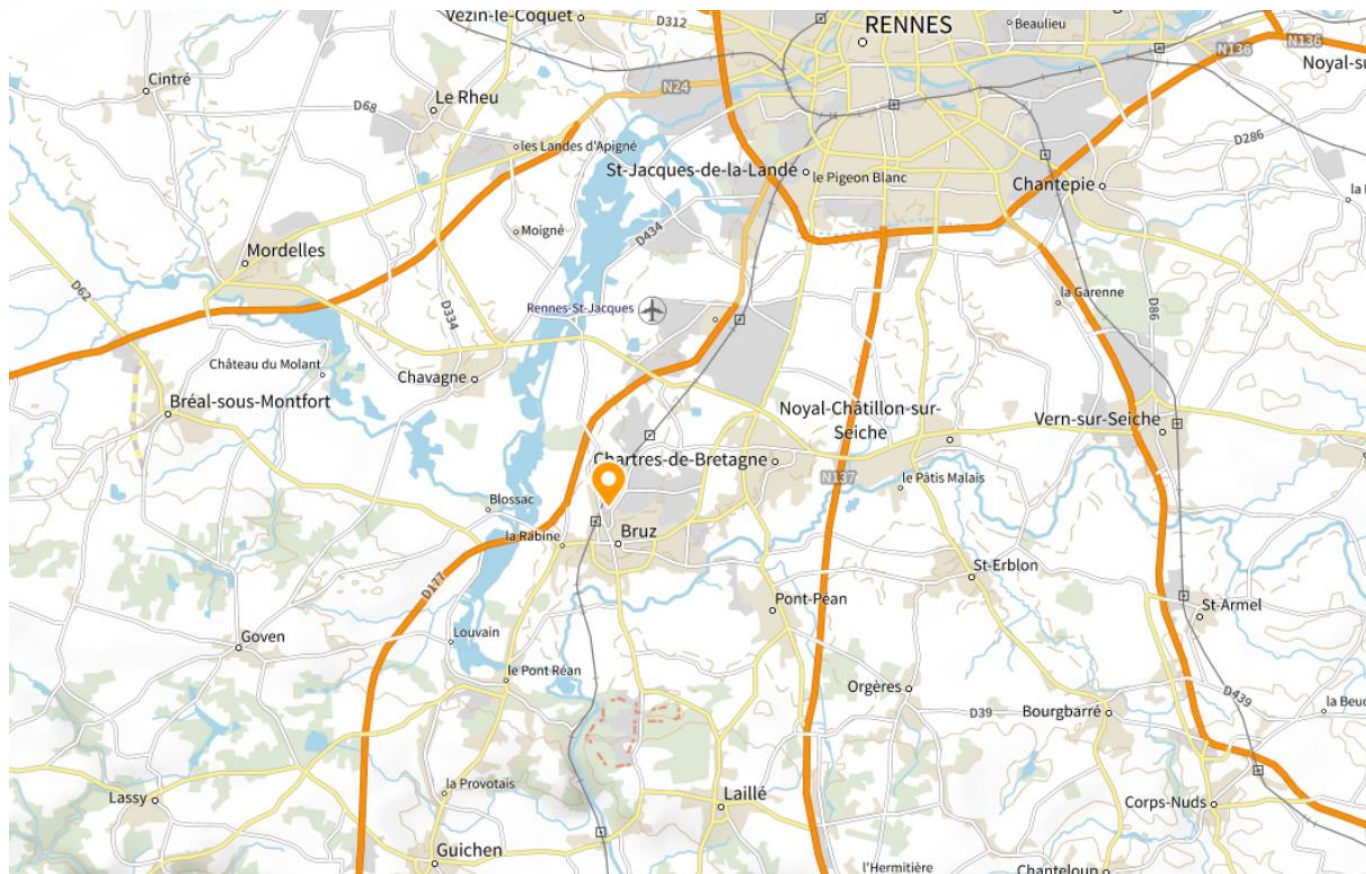 Vezin-le-Coquet
D312
RENNES
Beaulieu
N136
N136
Noyal-su
Cintré
Le Rheu
N24
D68
les Landes d'Apigné
D286
St-Jacques-de-la-Lande
le Pigeon Blanc
Chantepie
Moigné
D434
Mordelles
D62
D334
Rennes-St-Jacques
la Garenne
D86
Château du Molant
Chavagne
Bréal-sous-Montfort
Noyal-Châtillon-sur-
Seiche
Vern-sur-Seiche
Chartres-de-Bretagne
N137
le Pâtis Malais
Blossac
la Rabine
Bruz
St-Erblon
D177
Pont-Péan
St-Armel
Goven
Louvain
le Pont Réan
Orgères
D39
Bourgbarré
D439
la Beuc
la Provotais
Lassy
Laillé
Corps-Nuds
Guichen
l'Hermitière
Chanteloup